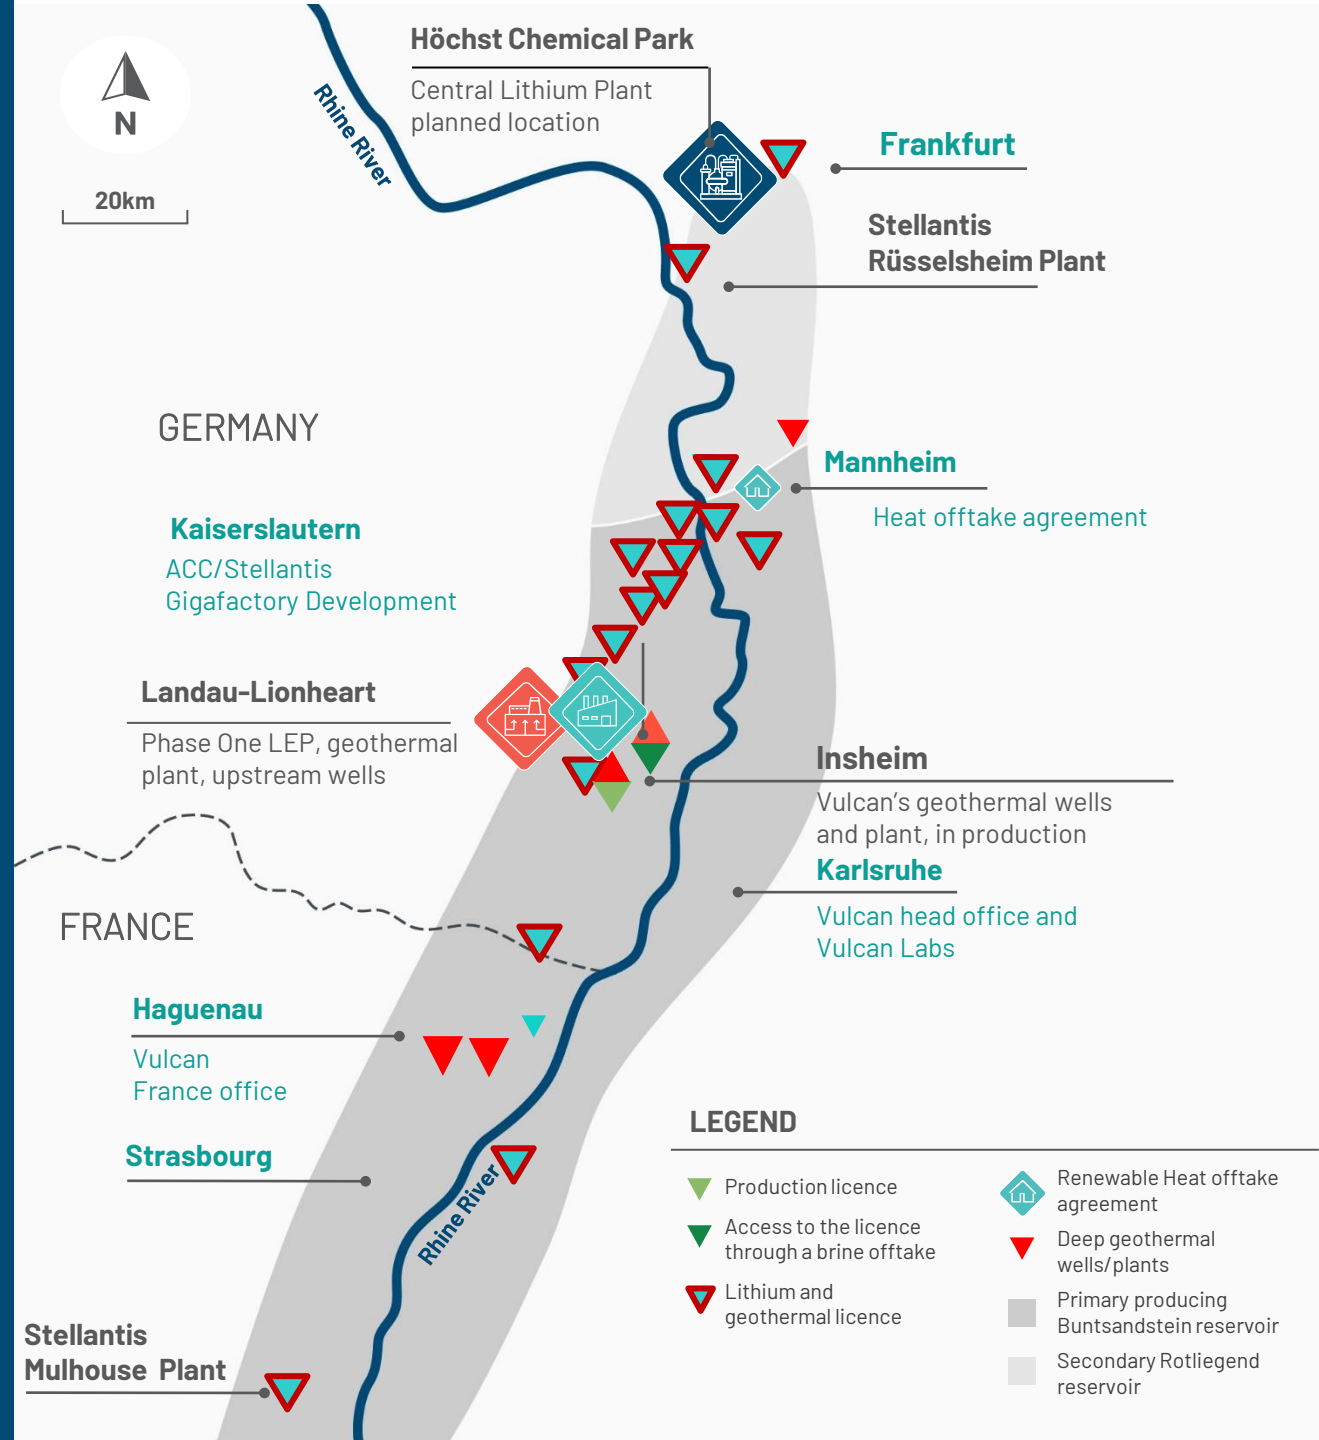 Höchst Chemical Park
Central Lithium Plant
planned location
N
20km
Rhine River
Frankfurt
Stellantis
Rüsselsheim Plant
GERMANY
Mannheim
Heat offtake agreement
Kaiserslautern
ACC/Stellantis
Gigafactory Development
Landau-Lionheart
Phase One LEP, geothermal
plant, upstream wells
Insheim
Vulcan's geothermal wells
and plant, in production
Karlsruhe
Vulcan head office and
Vulcan Labs
FRANCE
Haguenau
Vulcan
France office
Strasbourg
Rhine River
Stellantis
Mulhouse Plant
LEGEND
Production licence
Access to the licence
through a brine offtake
Lithium and
geothermal licence
Renewable Heat offtake
agreement
Deep geothermal
wells/plants
Primary producing
Buntsandstein reservoir
Secondary Rotliegend
reservoir